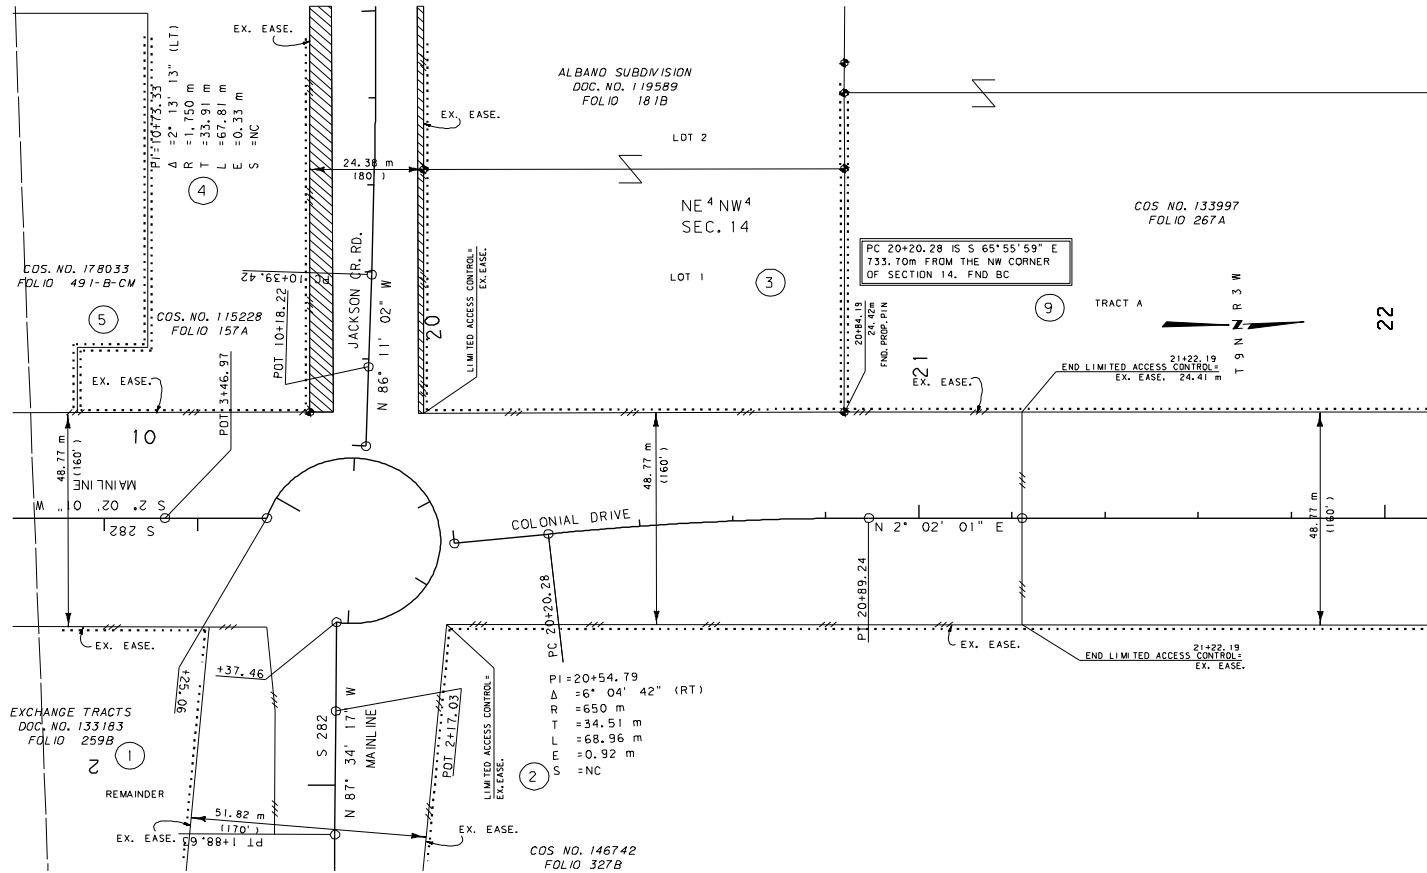 EX. EASE.
PI=10+73.33
Δ =2° 13' 13" (LT)
R =1,750 m
T =33.91 m
L =67.81 m
E =0.33 m
S =NC
4
ALBANO SUBDIVISION
DOC. NO. 119589
FOLIO 181B
EX. EASE.
LOT 2
24.38 m
(80')
NE⁴ NW⁴
SEC. 14
COS NO. 133997
FOLIO 267A
PC 20+20.28 IS S 65°55'59" E
733.70m FROM THE NW CORNER
OF SECTION 14. FND BC
COS. NO. 178033
FOLIO 491-B-CM
5
COS. NO. 115228
FOLIO 157A
PC 10+39.42
POT 10+18.22
JACKSON CR. RD.
N 86° 11' 02" W
20
LIMITED ACCESS CONTROL=
EX. EASE.
LOT 1
3
9
TRACT A
T 9 N R 3 W
N
22
20+84.19
24.42m
FND. PROP. PIN
21
21+22.19
END LIMITED ACCESS CONTROL=
EX. EASE. 24.41 m
EX. EASE.
EX. EASE.
POT 3+46.97
10
48.77 m
(160')
MAINLINE
S 2° 02' 01" W
S 282
48.77 m
(160')
COLONIAL DRIVE
N 2° 02' 01" E
48.77 m
(160')
PC 20+20.28
PT 20+89.24
EX. EASE.
+25.06
+37.46
EX. EASE.
21+22.19
END LIMITED ACCESS CONTROL=
EX. EASE.
PI=20+54.79
Δ =6° 04' 42" (RT)
R =650 m
T =34.51 m
L =68.96 m
E =0.92 m
S =NC
EXCHANGE TRACTS
DOC. NO. 133183
FOLIO 259B
1
2
REMAINDER
S 282
N 87° 34' 17" W
MAINLINE
POT 2+17.03
LIMITED ACCESS CONTROL=
EX. EASE.
2
51.82 m
(170')
EX. EASE.
PT 1+88.63
EX. EASE.
COS NO. 146742
FOLIO 327B